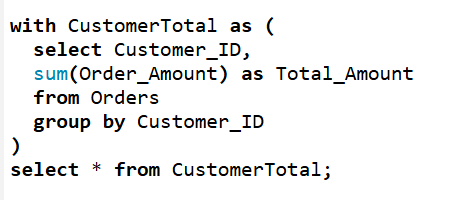 with CustomerTotal as (
  select Customer_ID,
  sum(Order_Amount) as Total_Amount
  from Orders
  group by Customer_ID
)
select * from CustomerTotal;